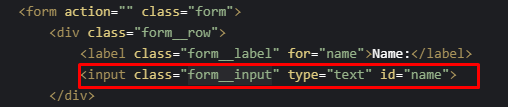 <form action="" class="form">
<div class="form__row">
<label class="form__label" for="name">Name:</label>
<input class="form__input" type="text" id="name">
</div>